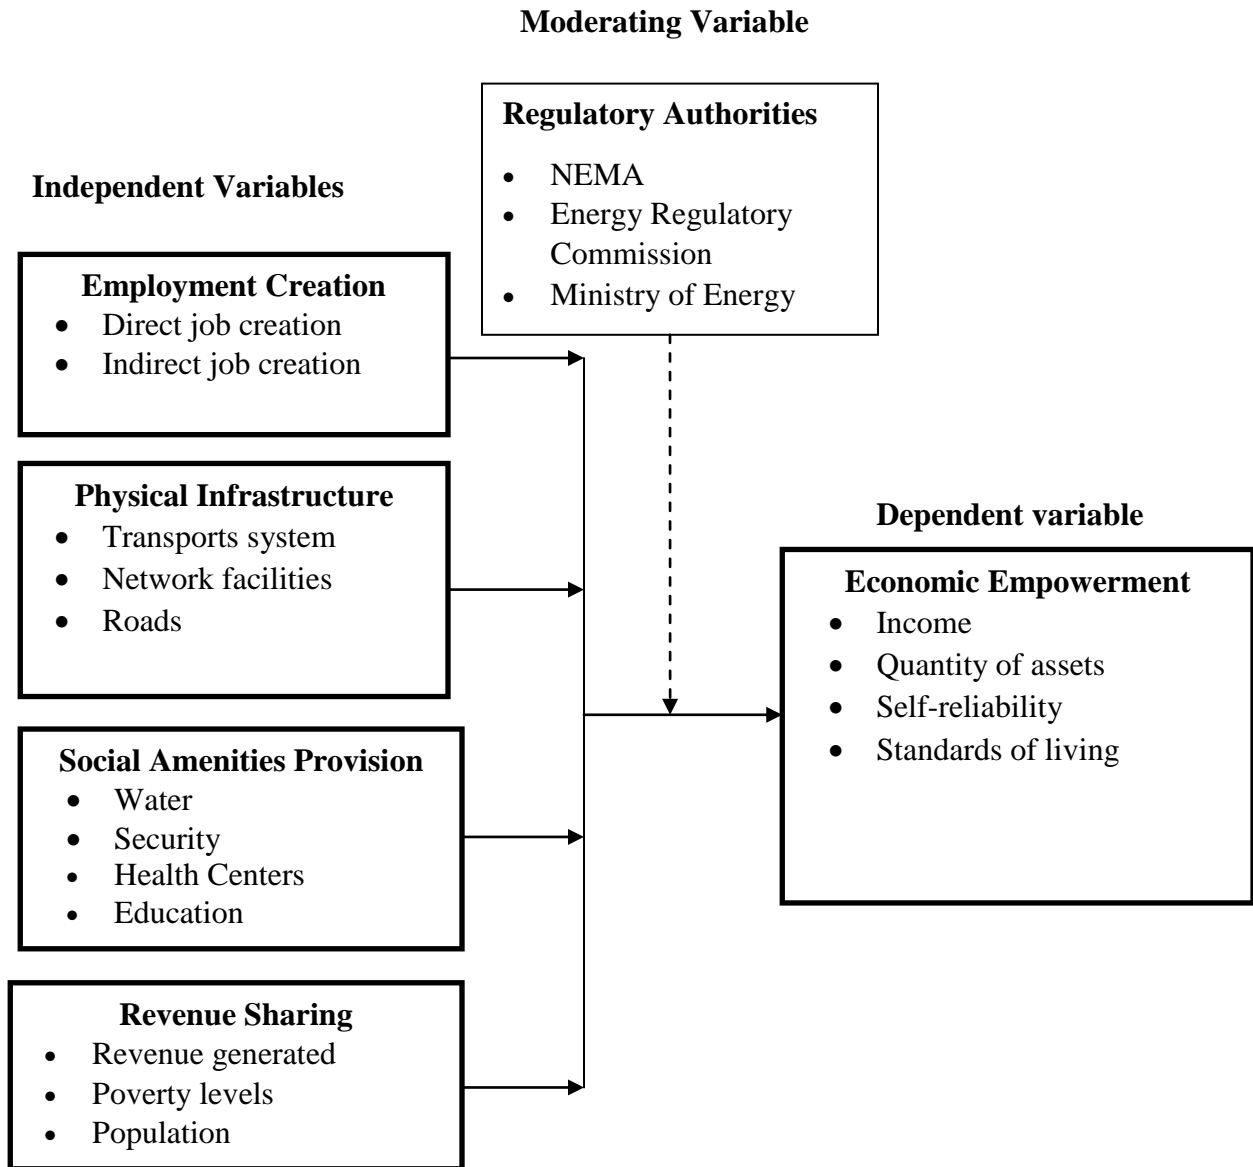 Moderating Variable
Regulatory Authorities
• NEMA
• Energy Regulatory
Commission
• Ministry of Energy
Independent Variables
Employment Creation
• Direct job creation
• Indirect job creation
Physical Infrastructure
• Transports system
• Network facilities
• Roads
Social Amenities Provision
• Water
• Security
• Health Centers
• Education
Revenue Sharing
• Revenue generated
• Poverty levels
• Population
Dependent variable
Economic Empowerment
• Income
• Quantity of assets
• Self-reliability
• Standards of living